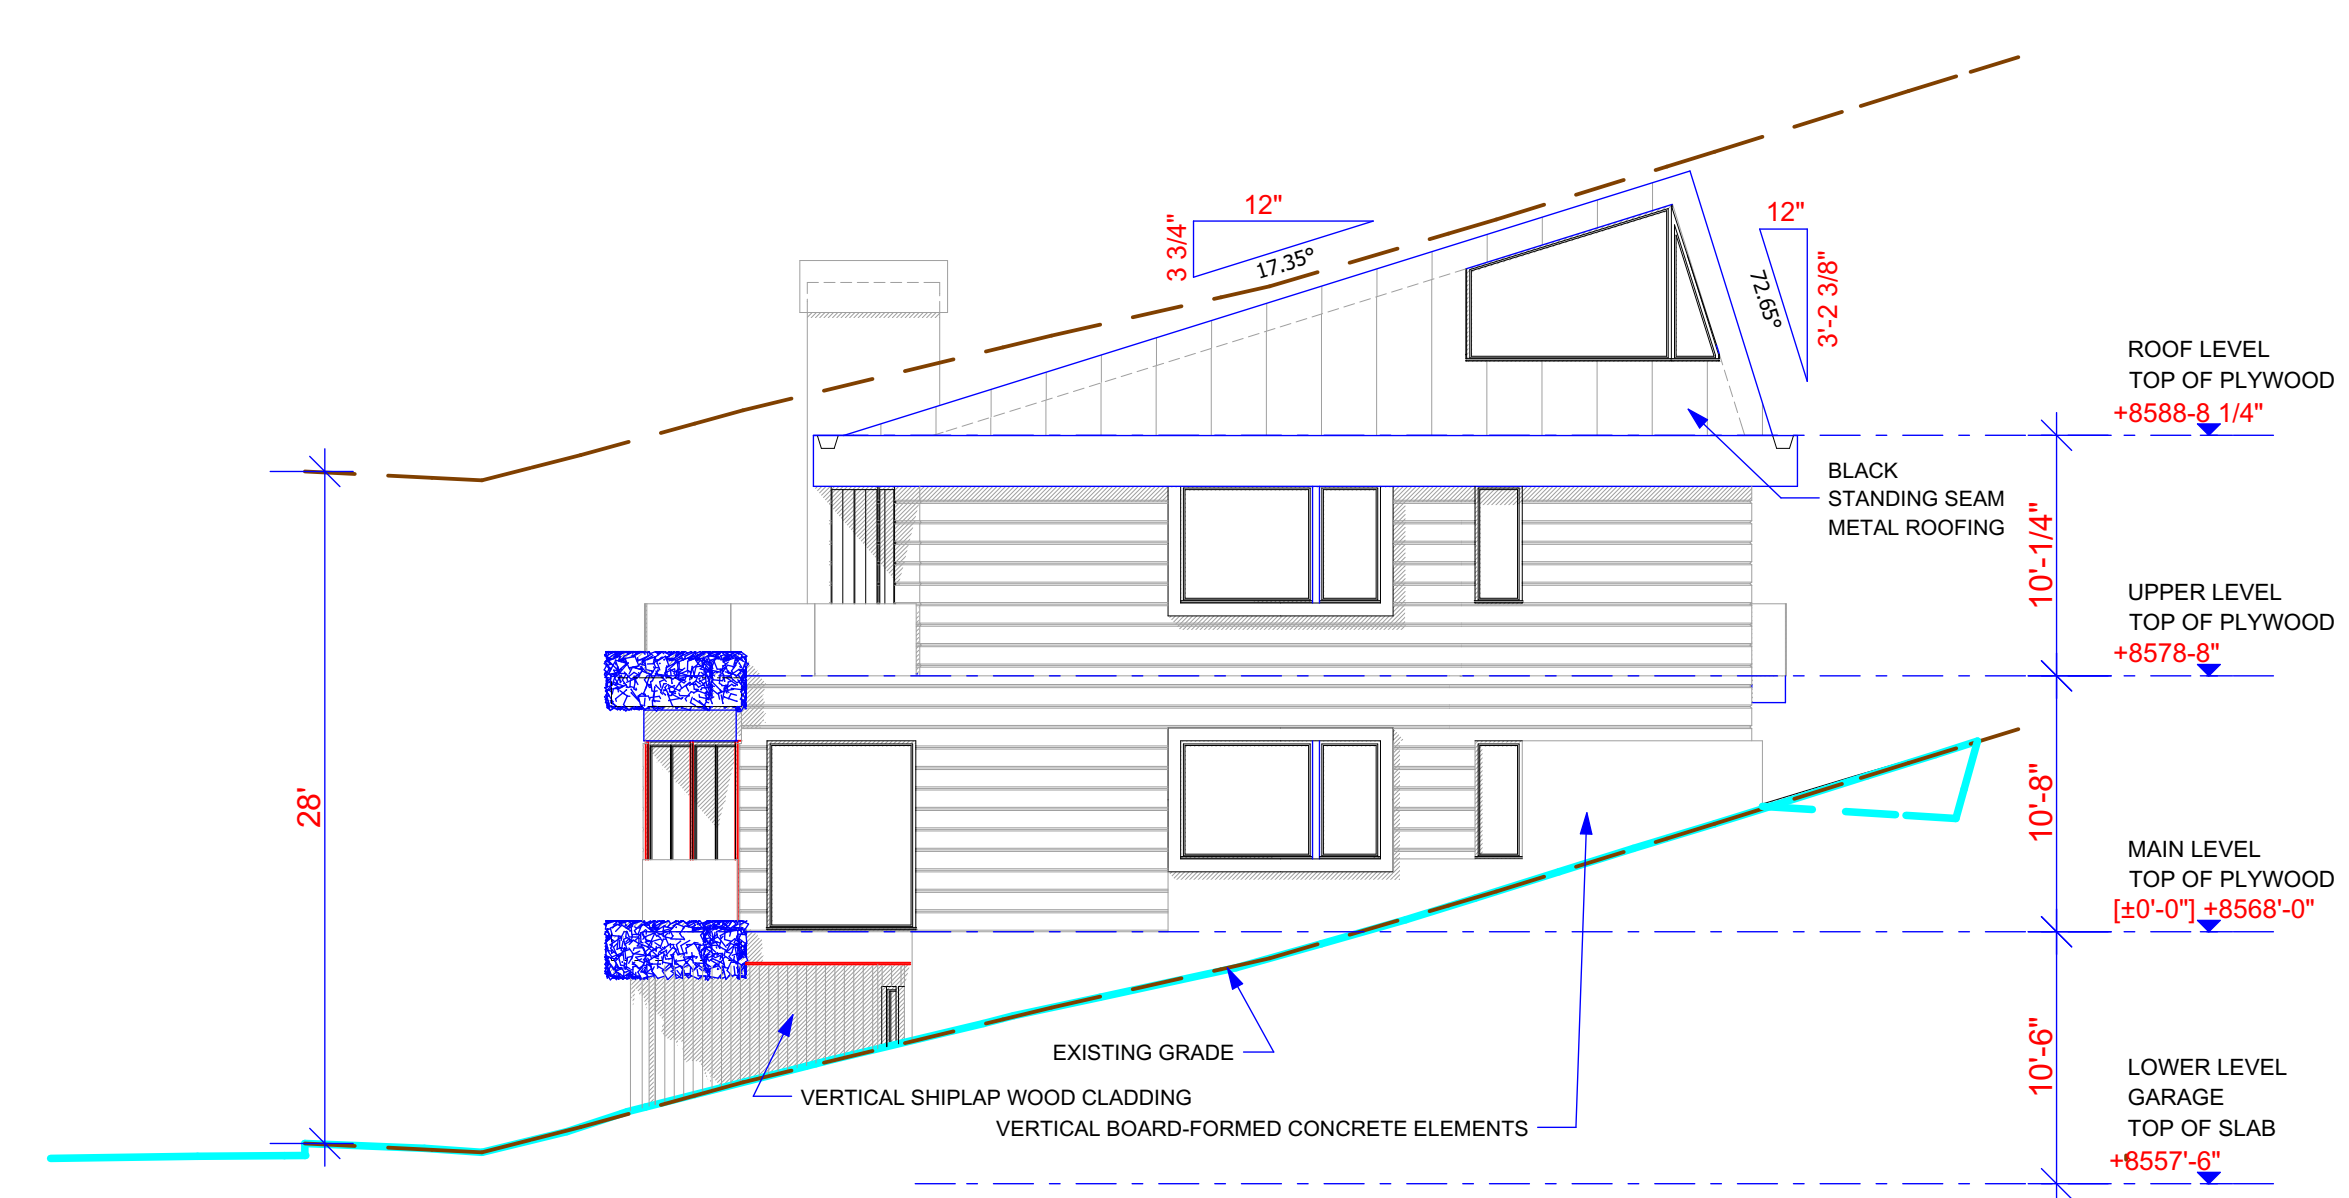 12"
3 3/4"
17.35°
12"
3'-2 3/8"
72.65°
ROOF LEVEL
TOP OF PLYWOOD
+8588-8 1/4"
BLACK
STANDING SEAM
METAL ROOFING
10'-1/4"
UPPER LEVEL
TOP OF PLYWOOD
+8578-8"
28'
10'-8"
MAIN LEVEL
TOP OF PLYWOOD
[±0'-0"] +8568'-0"
EXISTING GRADE
VERTICAL SHIPLAP WOOD CLADDING
VERTICAL BOARD-FORMED CONCRETE ELEMENTS
10'-6"
LOWER LEVEL
GARAGE
TOP OF SLAB
+8557'-6"